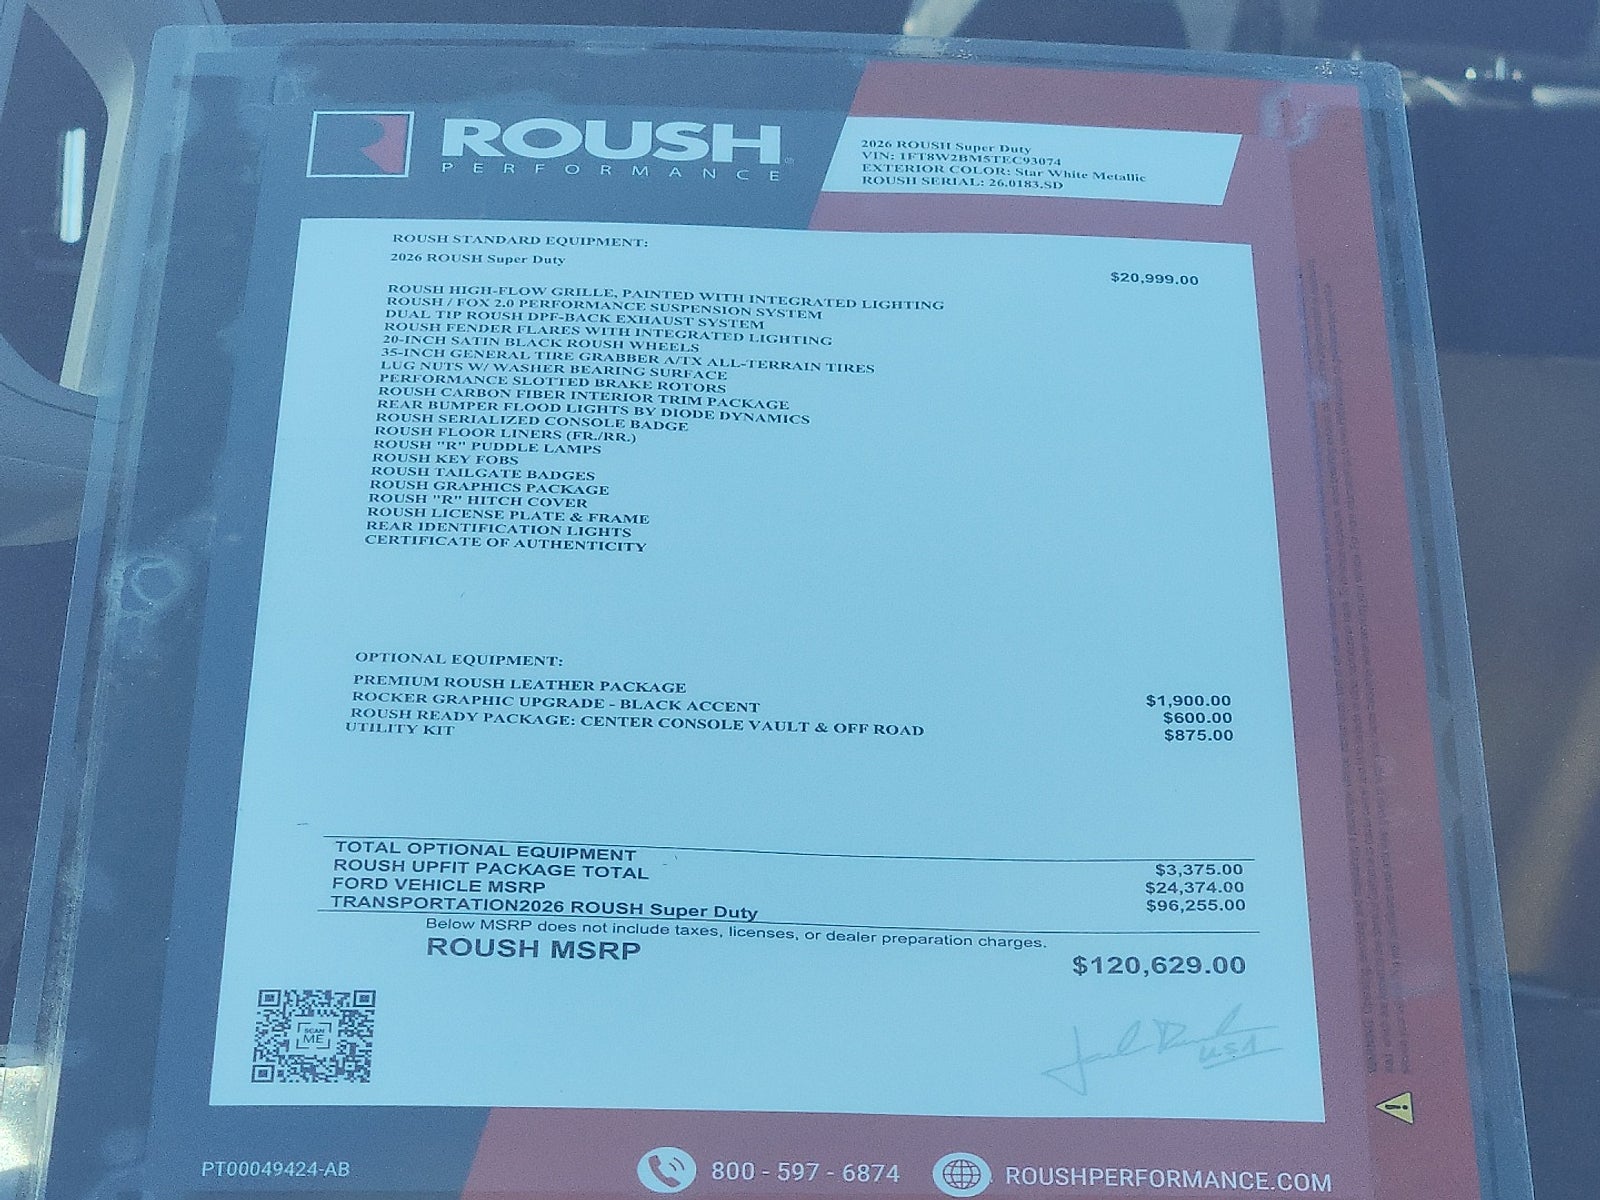 ROUSH
PERFORMANCE
2026 ROUSH Super Duty
VIN: 1FT8W2BM5TEC93074
EXTERIOR COLOR: Star White Metallic
ROUSH SERIAL: 26.0183.SD
ROUSH STANDARD EQUIPMENT:
2026 ROUSH Super Duty
$20,999.00
ROUSH HIGH-FLOW GRILLE, PAINTED WITH INTEGRATED LIGHTING
ROUSH / FOX 2.0 PERFORMANCE SUSPENSION SYSTEM
DUAL TIP ROUSH DPF-BACK EXHAUST SYSTEM
ROUSH FENDER FLARES WITH INTEGRATED LIGHTING
20-INCH SATIN BLACK ROUSH WHEELS
35-INCH GENERAL TIRE GRABBER A/TX ALL-TERRAIN TIRES
LUG NUTS W/ WASHER BEARING SURFACE
PERFORMANCE SLOTTED BRAKE ROTORS
ROUSH CARBON FIBER INTERIOR TRIM PACKAGE
REAR BUMPER FLOOD LIGHTS BY DIODE DYNAMICS
ROUSH SERIALIZED CONSOLE BADGE
ROUSH FLOOR LINERS (FR./RR.)
ROUSH "R" PUDDLE LAMPS
ROUSH KEY FOBS
ROUSH TAILGATE BADGES
ROUSH GRAPHICS PACKAGE
ROUSH "R" HITCH COVER
ROUSH LICENSE PLATE & FRAME
REAR IDENTIFICATION LIGHTS
CERTIFICATE OF AUTHENTICITY
OPTIONAL EQUIPMENT:
PREMIUM ROUSH LEATHER PACKAGE $1,900.00
ROCKER GRAPHIC UPGRADE - BLACK ACCENT $600.00
ROUSH READY PACKAGE: CENTER CONSOLE VAULT & OFF ROAD $875.00
UTILITY KIT
TOTAL OPTIONAL EQUIPMENT $3,375.00
ROUSH UPFIT PACKAGE TOTAL $24,374.00
FORD VEHICLE MSRP $96,255.00
TRANSPORTATION2026 ROUSH Super Duty
Below MSRP does not include taxes, licenses, or dealer preparation charges.
ROUSH MSRP $120,629.00
SCAN
ME
USA
PT00049424-AB
800 - 597 - 6874
ROUSHPERFORMANCE.COM